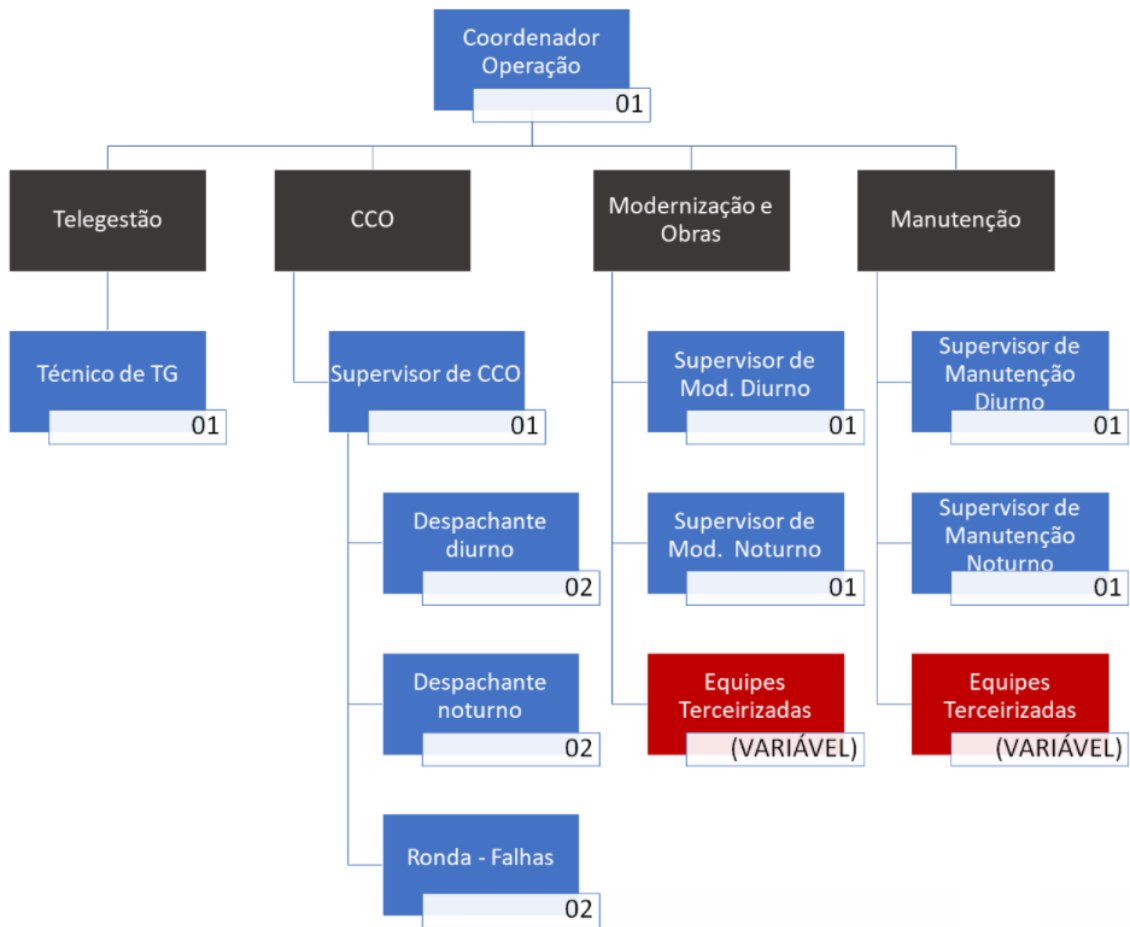 Coordenador
Operação
01
Telegestão
CCO
Modernização e
Obras
Manutenção
Técnico de TG
01
Supervisor de CCO
01
Supervisor de
Mod. Diurno
01
Supervisor de
Manutenção
Diurno
01
Despachante
diurno
02
Supervisor de
Mod. Noturno
01
Supervisor de
Manutenção
Noturno
01
Despachante
noturno
02
Equipes
Terceirizadas
(VARIÁVEL)
Equipes
Terceirizadas
(VARIÁVEL)
Ronda - Falhas
02